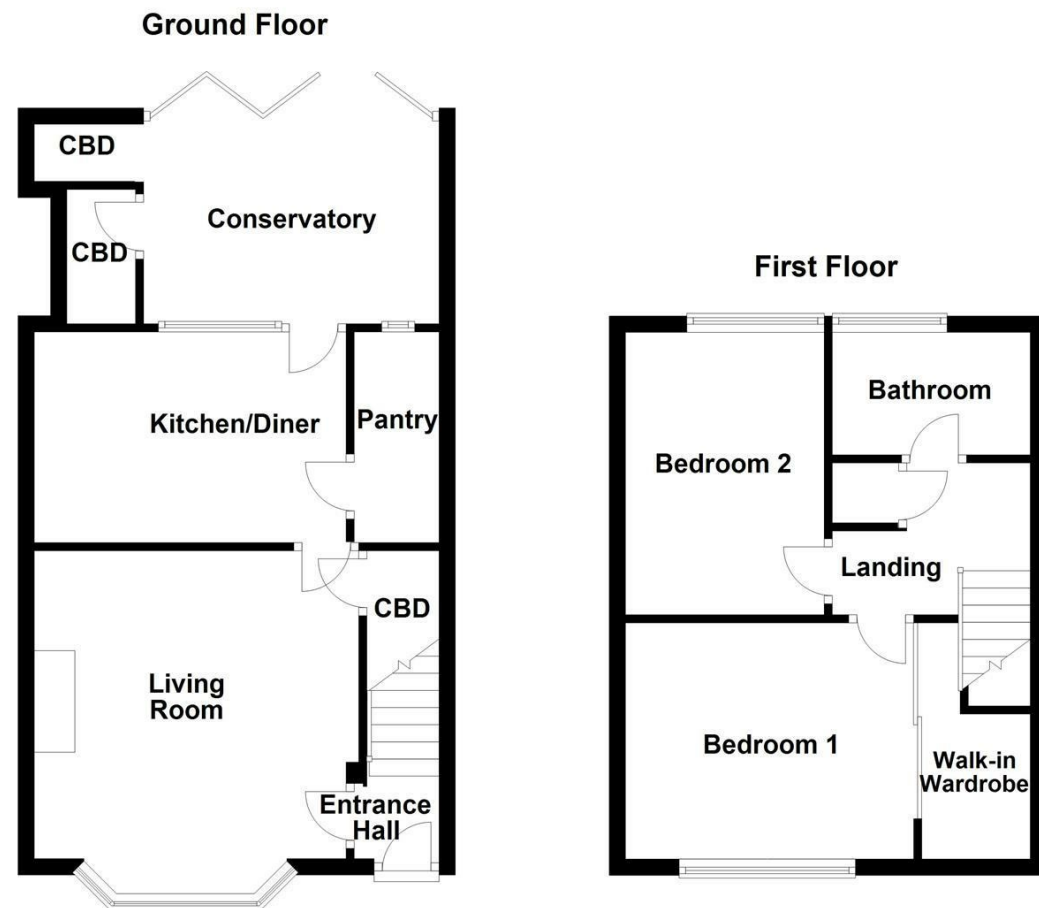 Ground Floor
CBD
Conservatory
CBD
Kitchen/Diner
Pantry
CBD
Living
Room
Entrance
Hall
First Floor
Bathroom
Bedroom 2
Landing
Bedroom 1
Walk-in
Wardrobe